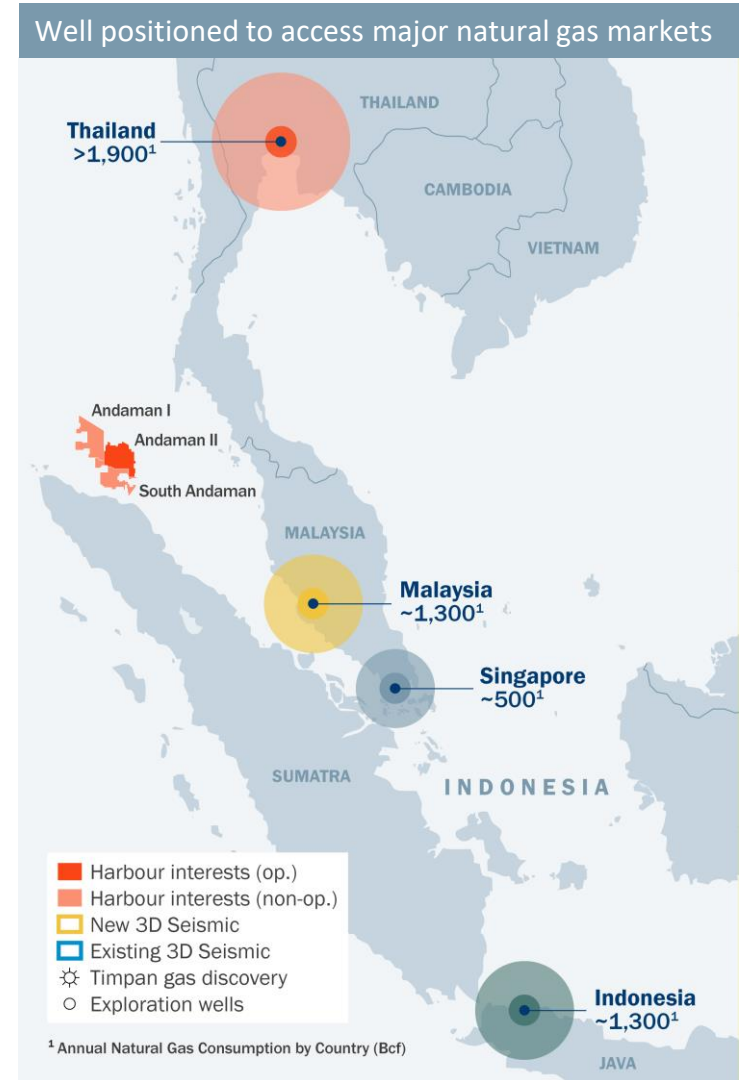 Well positioned to access major natural gas markets
THAILAND
Thailand
>1,900¹
CAMBODIA
VIETNAM
Andaman I
Andaman II
South Andaman
MALAYSIA
Malaysia
~1,300¹
Singapore
~500¹
SUMATRA
INDONESIA
Harbour interests (op.)
Harbour interests (non-op.)
New 3D Seismic
Existing 3D Seismic
Timpan gas discovery
Exploration wells
Indonesia
~1,300¹
¹ Annual Natural Gas Consumption by Country (Bcf)
JAVA